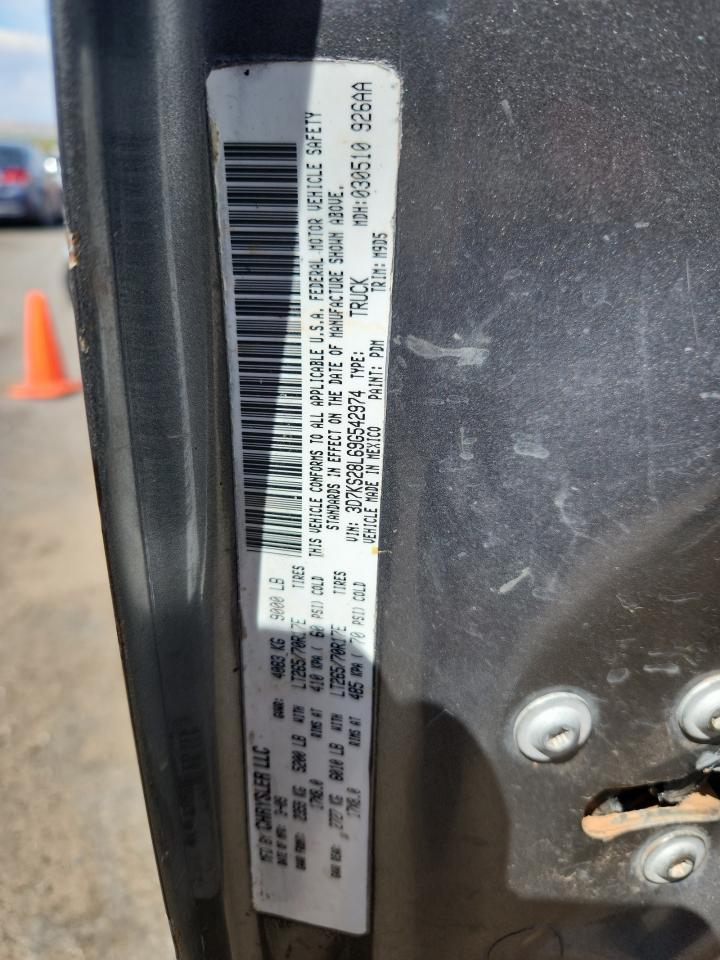 MFD BY CHRYSLER LLC
DATE OF MFR: GVWR: 4083 KG 9000 LB
GAWR FRONT: 2359 KG 5200 LB WITH LT265/70R17E TIRES
17X8.0 RIMS AT 410 KPA ( 60 PSI) COLD
GAWR REAR: 2727 KG 6010 LB WITH LT265/70R17E TIRES
17X8.0 RIMS AT 485 KPA ( 70 PSI) COLD
THIS VEHICLE CONFORMS TO ALL APPLICABLE U.S.A. FEDERAL MOTOR VEHICLE SAFETY
STANDARDS IN EFFECT ON THE DATE OF MANUFACTURE SHOWN ABOVE.
VIN: 3D7KS28L69G542974 TYPE: TRUCK MDH:030510 926AA
VEHICLE MADE IN MEXICO PAINT: PDM TRIM: M9D5